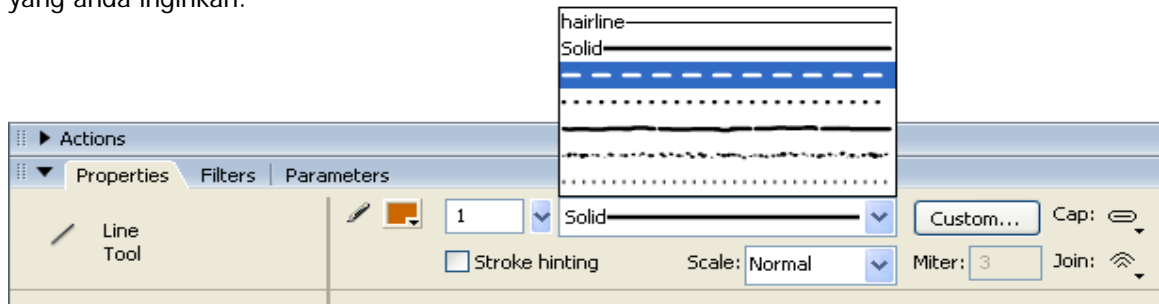 yang anda inginkan.
hairline
Solid
Actions
Properties Filters Parameters
Line
Tool
1 Solid Custom... Cap:
Stroke hinting Scale: Normal Miter: 3 Join: